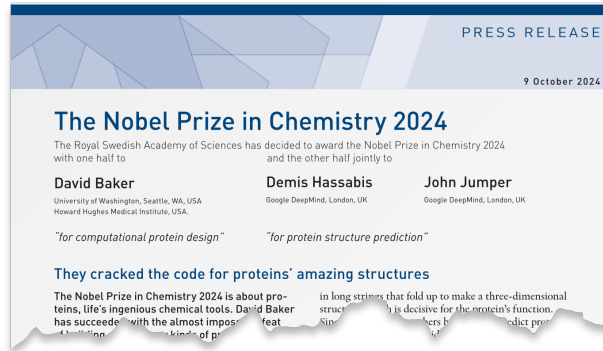 PRESS RELEASE
9 October 2024
The Nobel Prize in Chemistry 2024
The Royal Swedish Academy of Sciences has decided to award the Nobel Prize in Chemistry 2024
with one half to and the other half jointly to
David Baker
University of Washington, Seattle, WA, USA
Howard Hughes Medical Institute, USA.
“for computational protein design”
Demis Hassabis
Google DeepMind, London, UK
John Jumper
Google DeepMind, London, UK
“for protein structure prediction”
They cracked the code for proteins’ amazing structures
The Nobel Prize in Chemistry 2024 is about pro-
teins, life’s ingenious chemical tools. David Baker
has succeeded with the almost feat
in long strings that fold up to make a three-dimensional
is decisive for the protein’s function.